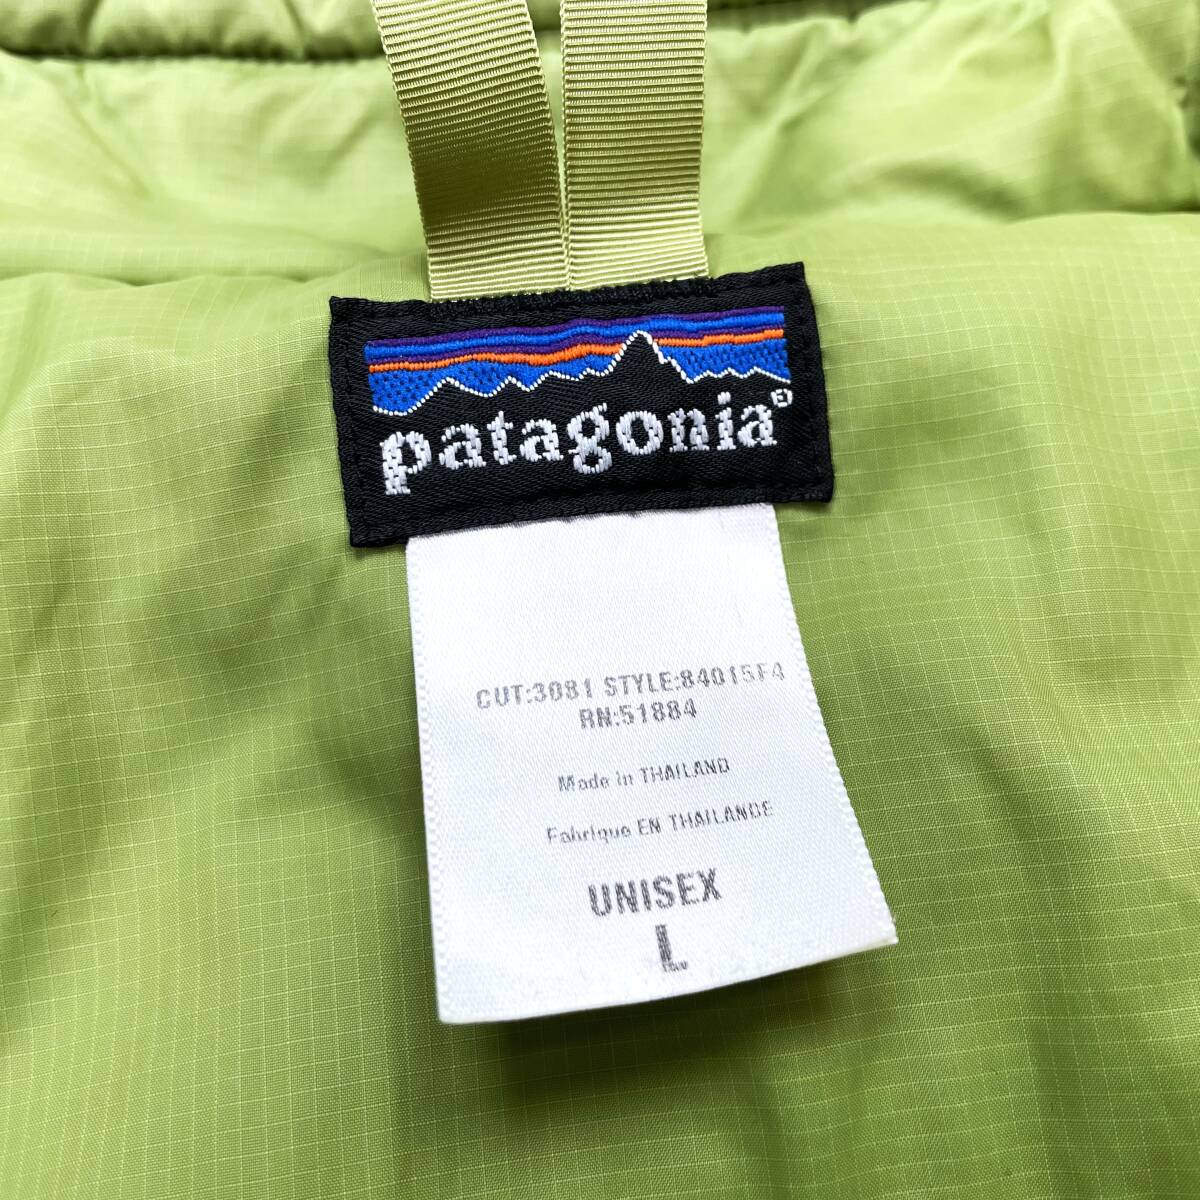 patagonia®
CUT:3081 STYLE:84015F4
RN:51884
Made in THAILAND
Fabrique EN THAILANDE
UNISEX
L